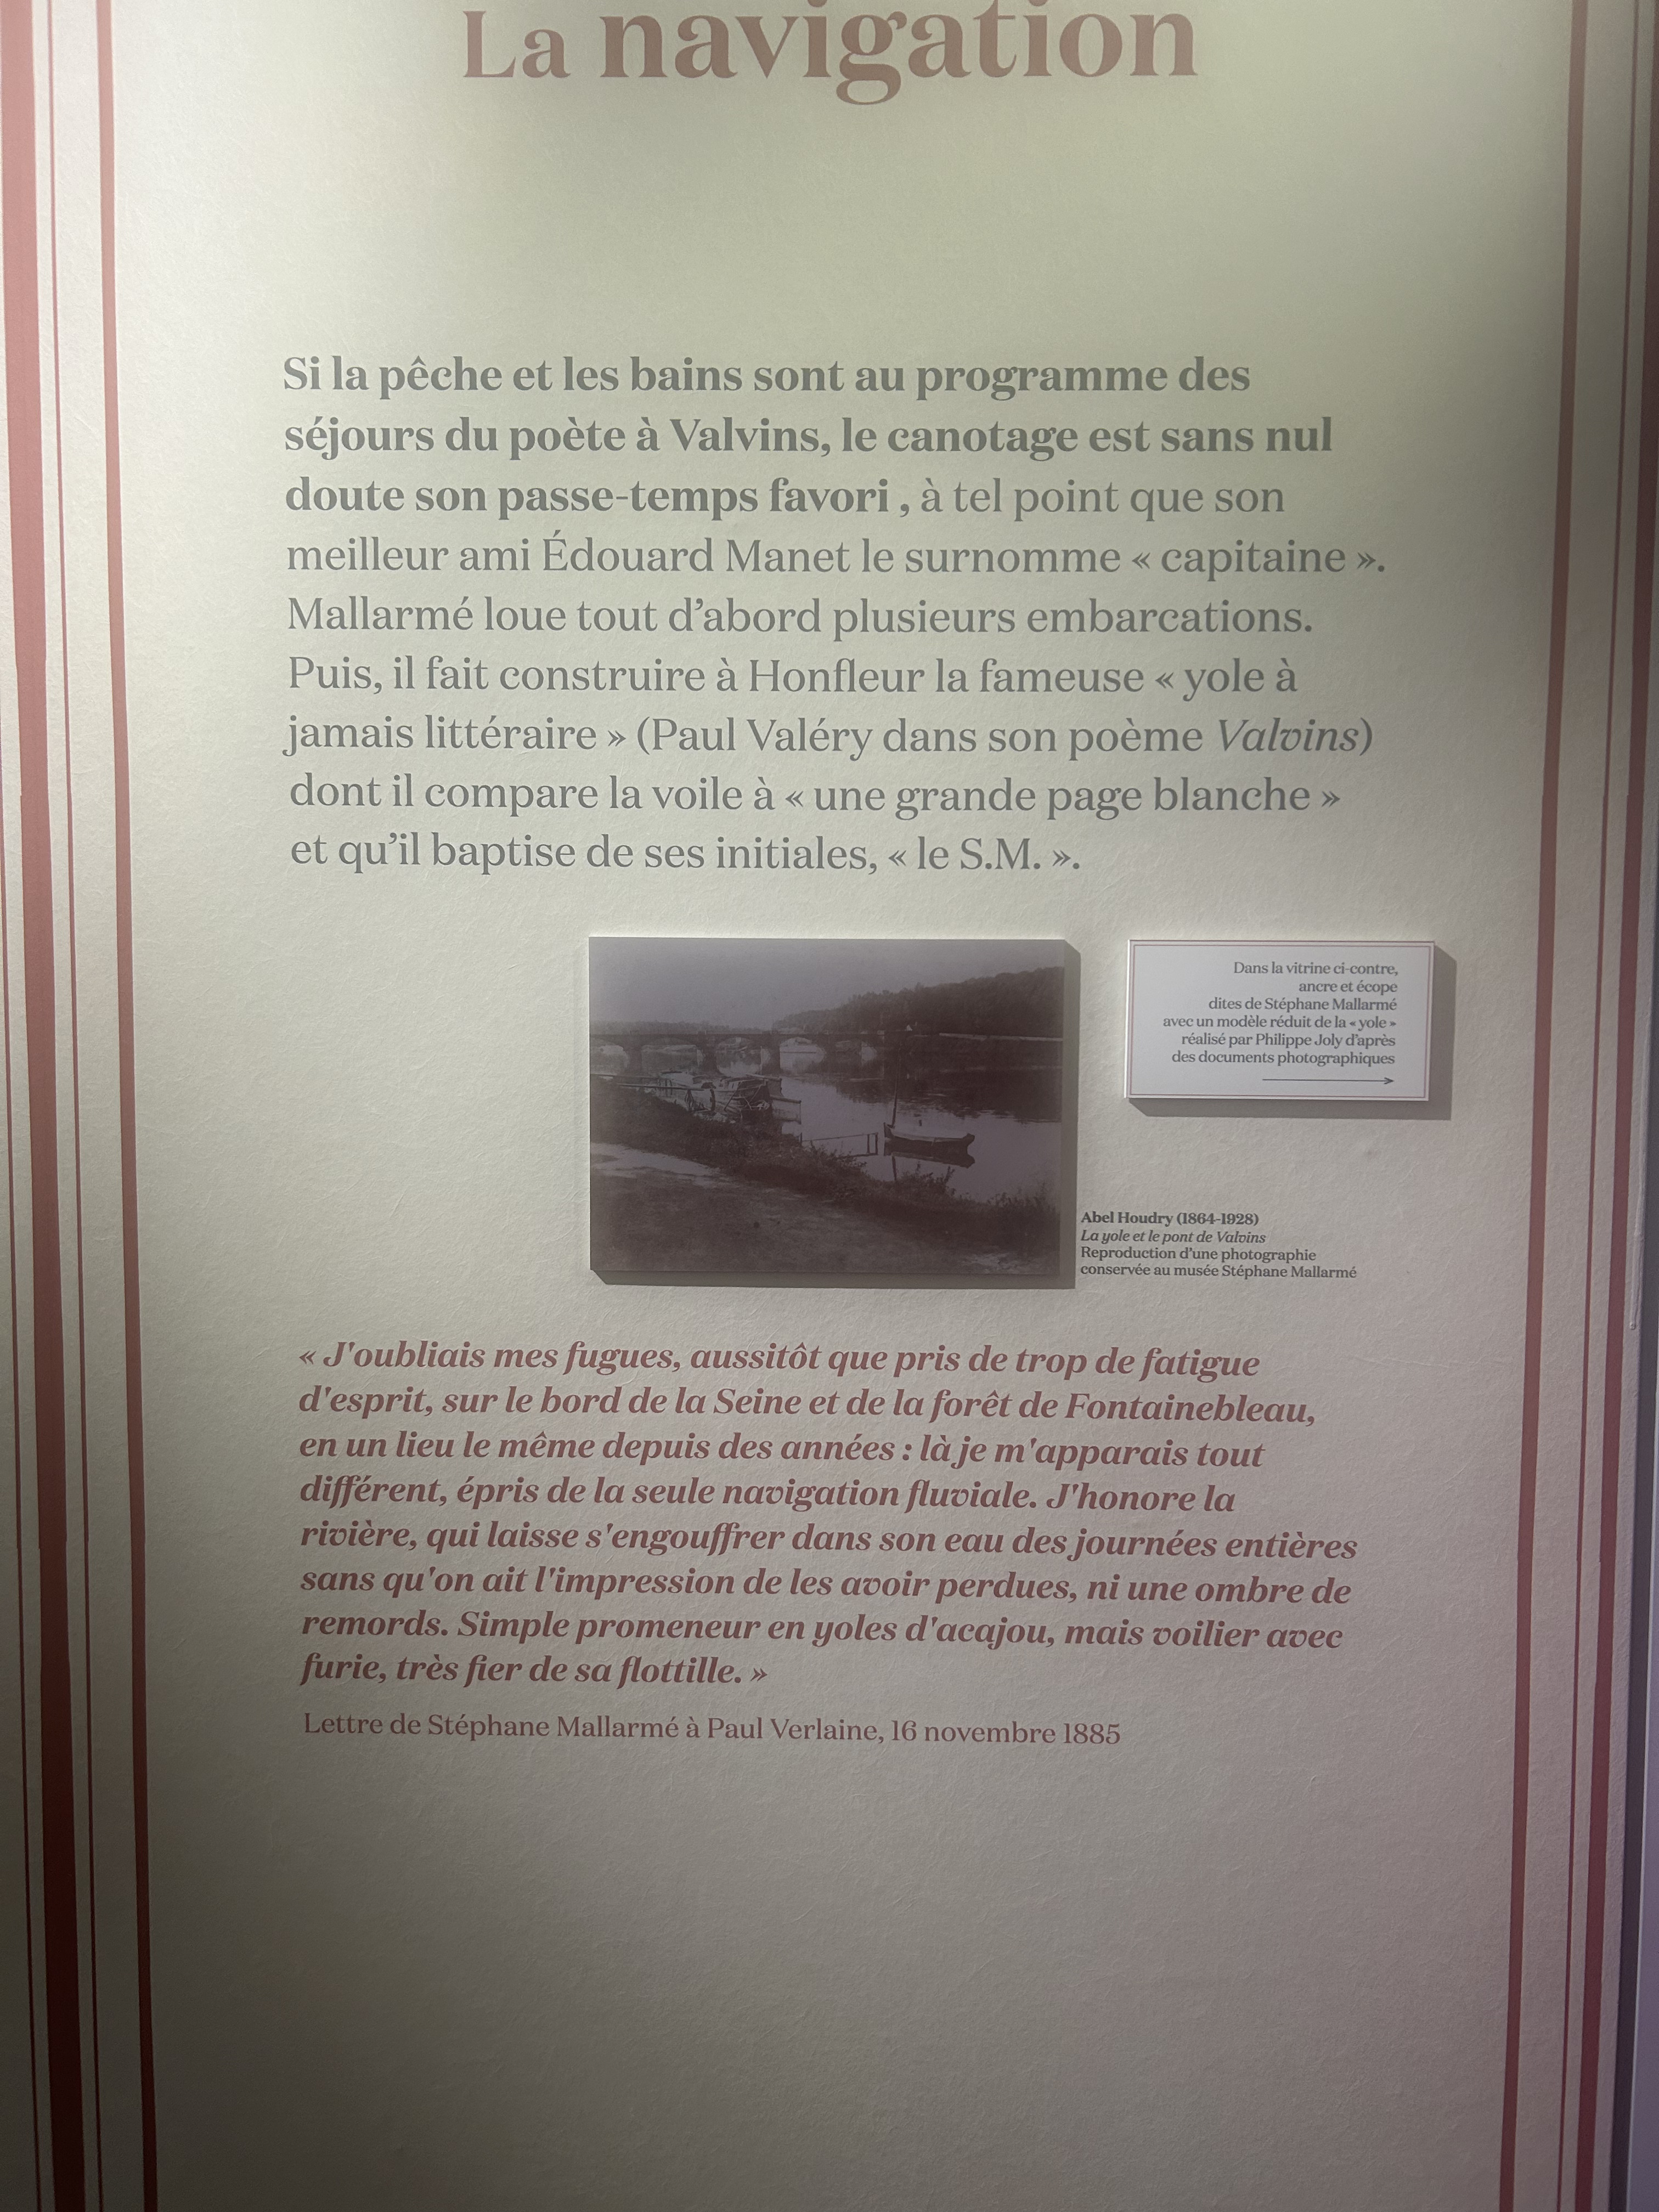 La navigation
Si la pêche et les bains sont au programme des
séjours du poète à Valvins, le canotage est sans nul
doute son passe-temps favori , à tel point que son
meilleur ami Édouard Manet le surnomme « capitaine ».
Mallarmé loue tout d’abord plusieurs embarcations.
Puis, il fait construire à Honfleur la fameuse « yole à
jamais littéraire » (Paul Valéry dans son poème Valvins)
dont il compare la voile à « une grande page blanche »
et qu’il baptise de ses initiales, « le S.M. ».
Dans la vitrine ci-contre,
ancre et écope
dites de Stéphane Mallarmé
avec un modèle réduit de la « yole »
réalisé par Philippe Joly d’après
des documents photographiques
Abel Houdry (1864-1928)
La yole et le pont de Valvins
Reproduction d’une photographie
conservée au musée Stéphane Mallarmé
« J'oubliais mes fugues, aussitôt que pris de trop de fatigue
d'esprit, sur le bord de la Seine et de la forêt de Fontainebleau,
en un lieu le même depuis des années : là je m'apparais tout
différent, épris de la seule navigation fluviale. J'honore la
rivière, qui laisse s'engouffrer dans son eau des journées entières
sans qu'on ait l'impression de les avoir perdues, ni une ombre de
remords. Simple promeneur en yoles d'acajou, mais voilier avec
furie, très fier de sa flottille. »
Lettre de Stéphane Mallarmé à Paul Verlaine, 16 novembre 1885